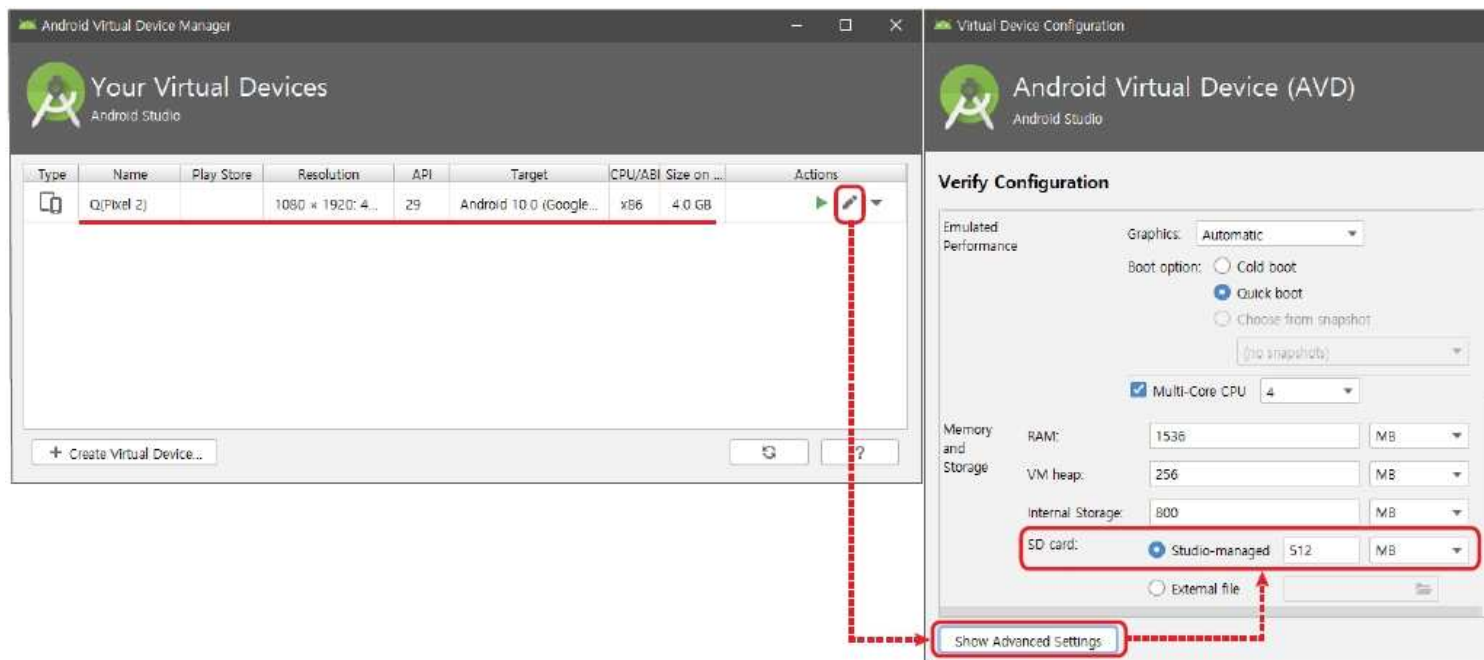 Android Virtual Device Manager
Your Virtual Devices
Android Studio
Type Name Play Store Resolution API Target CPU/ABI Size on ... Actions
Q(Pixel 2) 1080 × 1920: 4... 29 Android 10.0 (Google... x86 4.0 GB
+ Create Virtual Device...
?
Virtual Device Configuration
Android Virtual Device (AVD)
Android Studio
Verify Configuration
Emulated
Performance
Graphics: Automatic
Boot option: Cold boot
Quick boot
Choose from snapshot
(no snapshots)
Multi-Core CPU 4
Memory
and
Storage
RAM: 1536 MB
VM heap: 256 MB
Internal Storage: 800 MB
SD card: Studio-managed 512 MB
External file
Show Advanced Settings